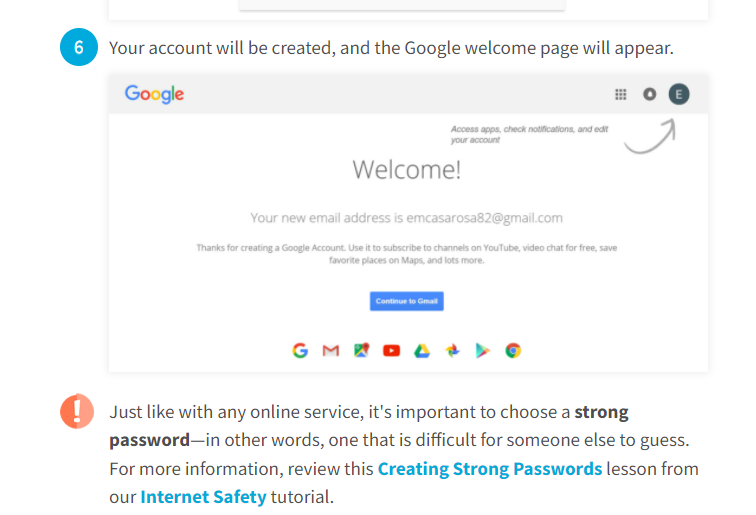 6
Your account will be created, and the Google welcome page will appear.
Google
E
Access apps, check notifications, and edit
your account
Welcome!
Your new email address is emcasarosa82@gmail.com
Thanks for creating a Google Account. Use it to subscribe to channels on YouTube, video chat for free, save
favorite places on Maps, and lots more.
Continue to Gmail
Just like with any online service, it's important to choose a strong
password—in other words, one that is difficult for someone else to guess.
For more information, review this Creating Strong Passwords lesson from
our Internet Safety tutorial.